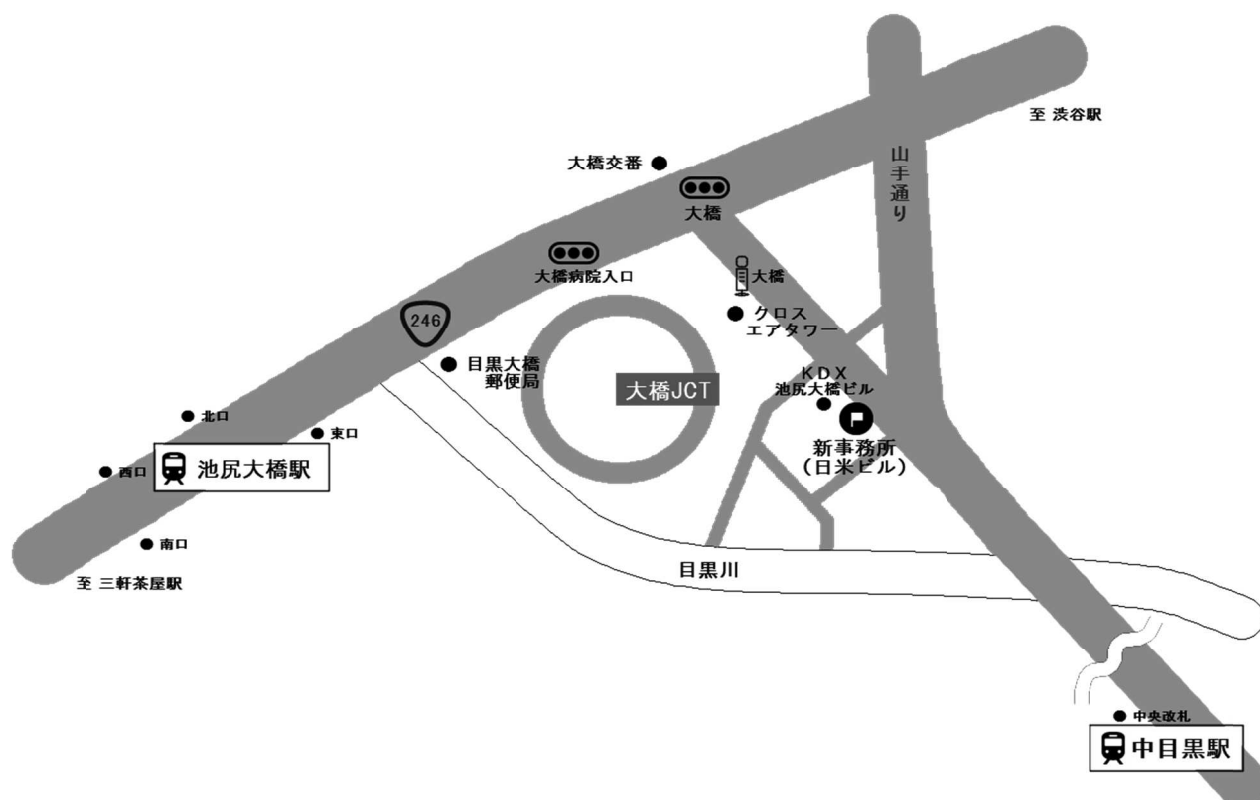 至 渋谷駅
山手通り
大橋交番
大橋
大橋病院入口
大橋
クロス
エアタワー
246
目黒大橋
郵便局
大橋JCT
KDX
池尻大橋ビル
新事務所
(日米ビル)
北口
東口
池尻大橋駅
西口
南口
至 三軒茶屋駅
目黒川
中央改札
中目黒駅